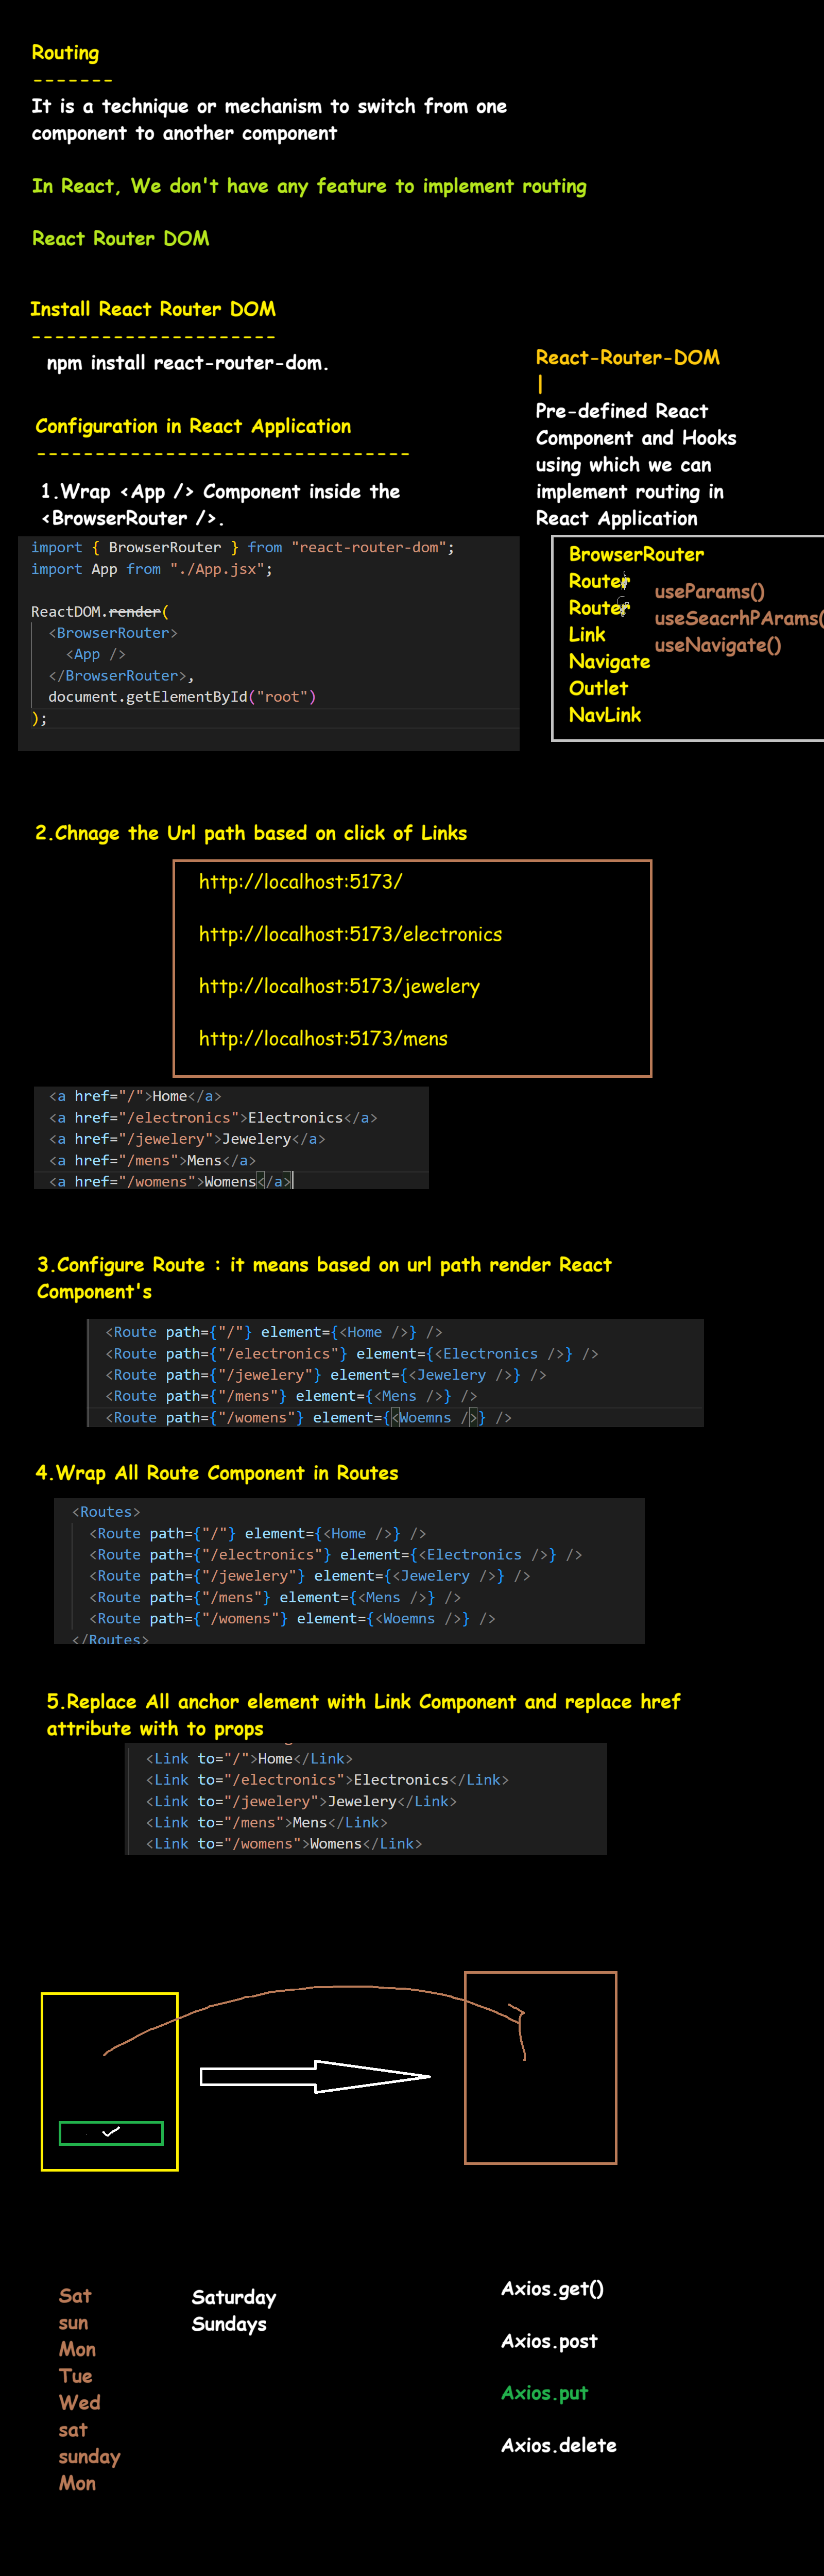 Routing
-------
It is a technique or mechanism to switch from one
component to another component
In React, We don't have any feature to implement routing
React Router DOM
Install React Router DOM
---------------------
npm install react-router-dom.
Configuration in React Application
--------------------------------
1.Wrap <App /> Component inside the
<BrowserRouter />.
import { BrowserRouter } from "react-router-dom";
import App from "./App.jsx";
ReactDOM.render(
<BrowserRouter>
<App />
</BrowserRouter>,
document.getElementById("root")
);
React-Router-DOM
|
Pre-defined React
Component and Hooks
using which we can
implement routing in
React Application
BrowserRouter
Router
Router
Link
Navigate
Outlet
NavLink
useParams()
useSeacrhPArams(
useNavigate()
2.Chnage the Url path based on click of Links
http://localhost:5173/
http://localhost:5173/electronics
http://localhost:5173/jewelery
http://localhost:5173/mens
<a href="/">Home</a>
<a href="/electronics">Electronics</a>
<a href="/jewelery">Jewelery</a>
<a href="/mens">Mens</a>
<a href="/womens">Womens</a>
3.Configure Route : it means based on url path render React
Component's
<Route path={"/"} element={<Home />} />
<Route path={"/electronics"} element={<Electronics />} />
<Route path={"/jewelery"} element={<Jewelery />} />
<Route path={"/mens"} element={<Mens />} />
<Route path={"/womens"} element={<Woemns />} />
4.Wrap All Route Component in Routes
<Routes>
<Route path={"/"} element={<Home />} />
<Route path={"/electronics"} element={<Electronics />} />
<Route path={"/jewelery"} element={<Jewelery />} />
<Route path={"/mens"} element={<Mens />} />
<Route path={"/womens"} element={<Woemns />} />
</Routes>
5.Replace All anchor element with Link Component and replace href
attribute with to props
<Link to="/">Home</Link>
<Link to="/electronics">Electronics</Link>
<Link to="/jewelery">Jewelery</Link>
<Link to="/mens">Mens</Link>
<Link to="/womens">Womens</Link>
Sat
sun
Mon
Tue
Wed
sat
sunday
Mon
Saturday
Sundays
Axios.get()
Axios.post
Axios.put
Axios.delete